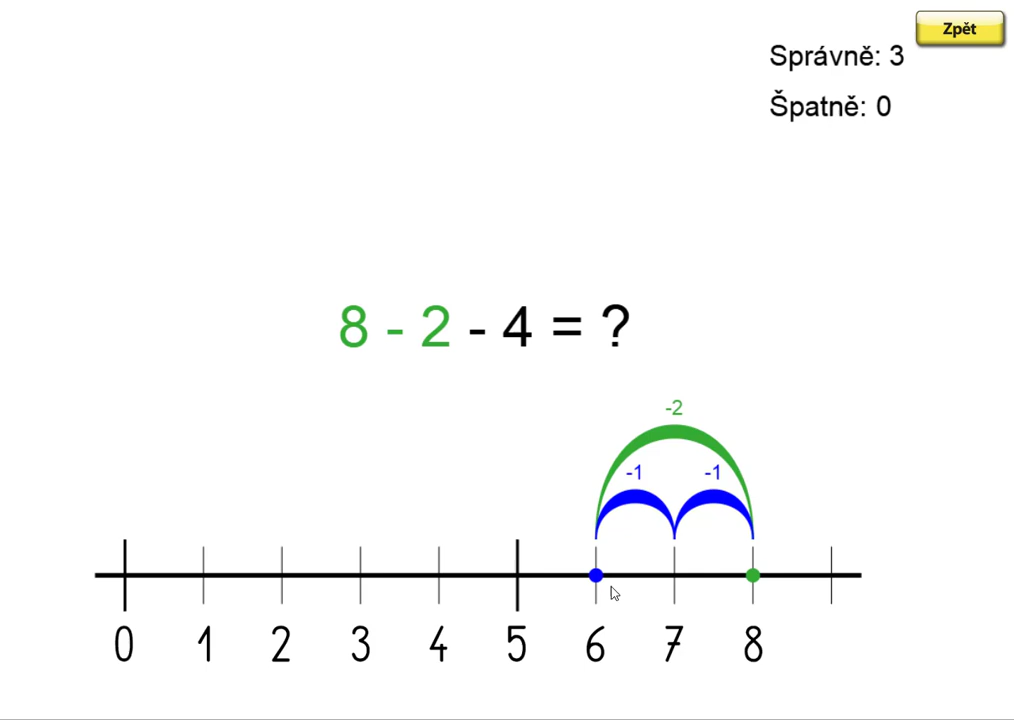 Zpět
Správně: 3
Špatně: 0
8 - 2 - 4 = ?
-2
-1 -1
0 1 2 3 4 5 6 7 8